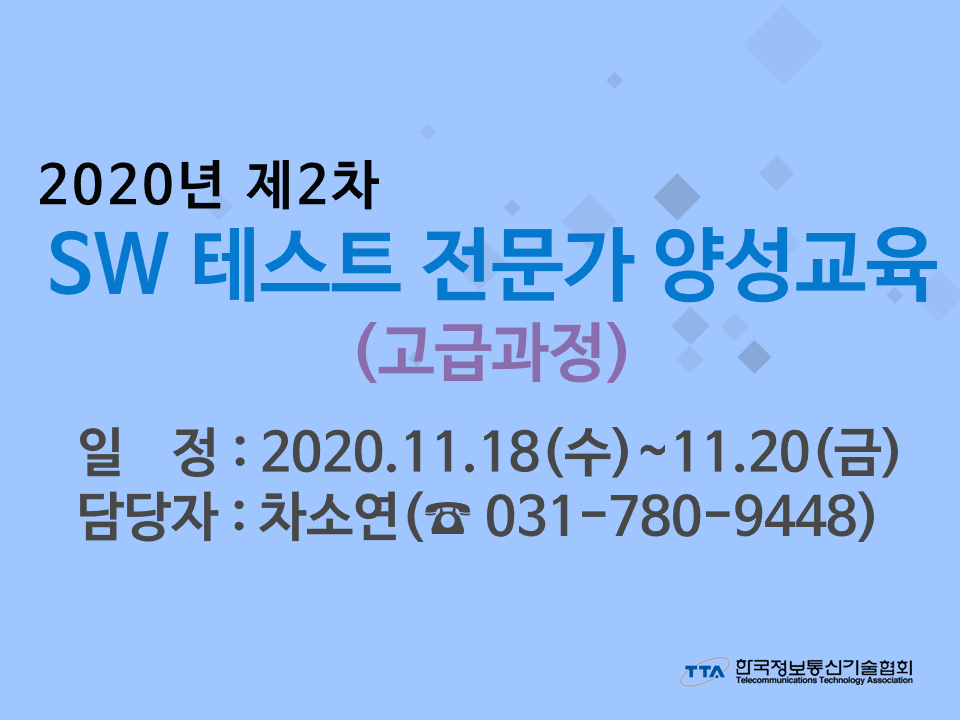 2020년 제2차
SW 테스트 전문가 양성교육
(고급과정)
일 정 : 2020.11.18(수)~11.20(금)
담당자 : 차소연(☎ 031-780-9448)
TTA 한국정보통신기술협회
Telecommunications Technology Association